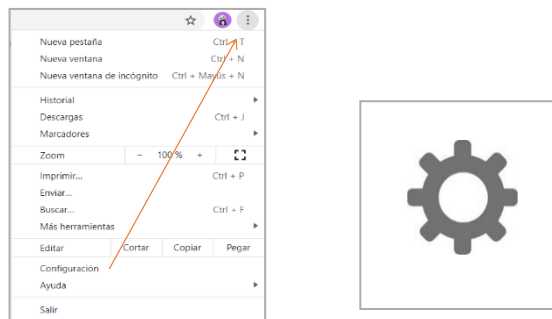 Nueva pestaña Ctrl + T
Nueva ventana Ctrl + N
Nueva ventana de incógnito Ctrl + Mayús + N
Historial
Descargas Ctrl + J
Marcadores
Zoom - 100 % +
Imprimir... Ctrl + P
Enviar...
Buscar... Ctrl + F
Más herramientas
Editar Cortar Copiar Pegar
Configuración
Ayuda
Salir